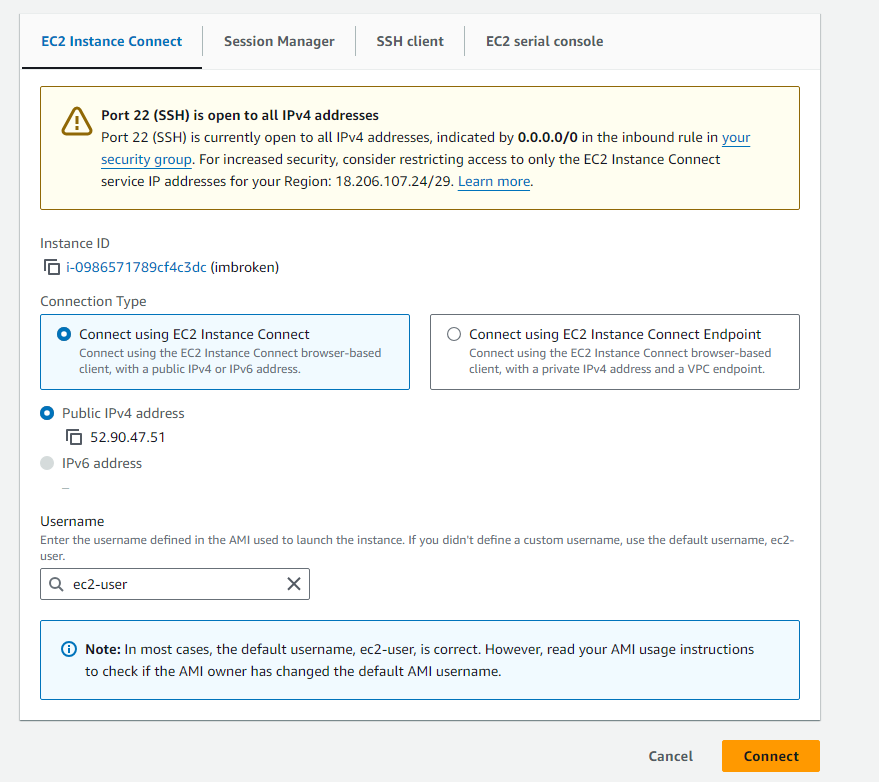 EC2 Instance Connect
Session Manager
SSH client
EC2 serial console
Port 22 (SSH) is open to all IPv4 addresses
Port 22 (SSH) is currently open to all IPv4 addresses, indicated by 0.0.0.0/0 in the inbound rule in your
security group. For increased security, consider restricting access to only the EC2 Instance Connect
service IP addresses for your Region: 18.206.107.24/29. Learn more.
Instance ID
i-0986571789cf4c3dc (imbroken)
Connection Type
Connect using EC2 Instance Connect
Connect using the EC2 Instance Connect browser-based
client, with a public IPv4 or IPv6 address.
Connect using EC2 Instance Connect Endpoint
Connect using the EC2 Instance Connect browser-based
client, with a private IPv4 address and a VPC endpoint.
Public IPv4 address
52.90.47.51
IPv6 address
–
Username
Enter the username defined in the AMI used to launch the instance. If you didn't define a custom username, use the default username, ec2-
user.
ec2-user
Note: In most cases, the default username, ec2-user, is correct. However, read your AMI usage instructions
to check if the AMI owner has changed the default AMI username.
Cancel
Connect